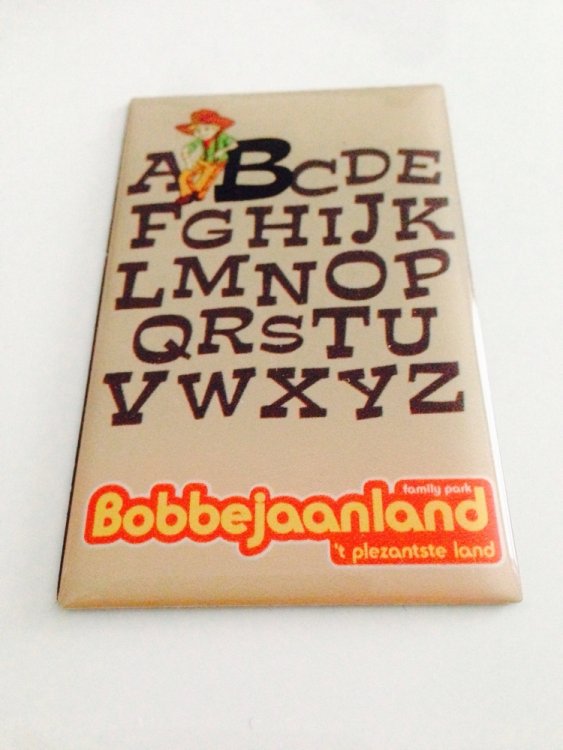 ABCDE
FGHIJK
LMNOP
QRSTU
VWXYZ
family park
Bobbejaanland
't plezantste land